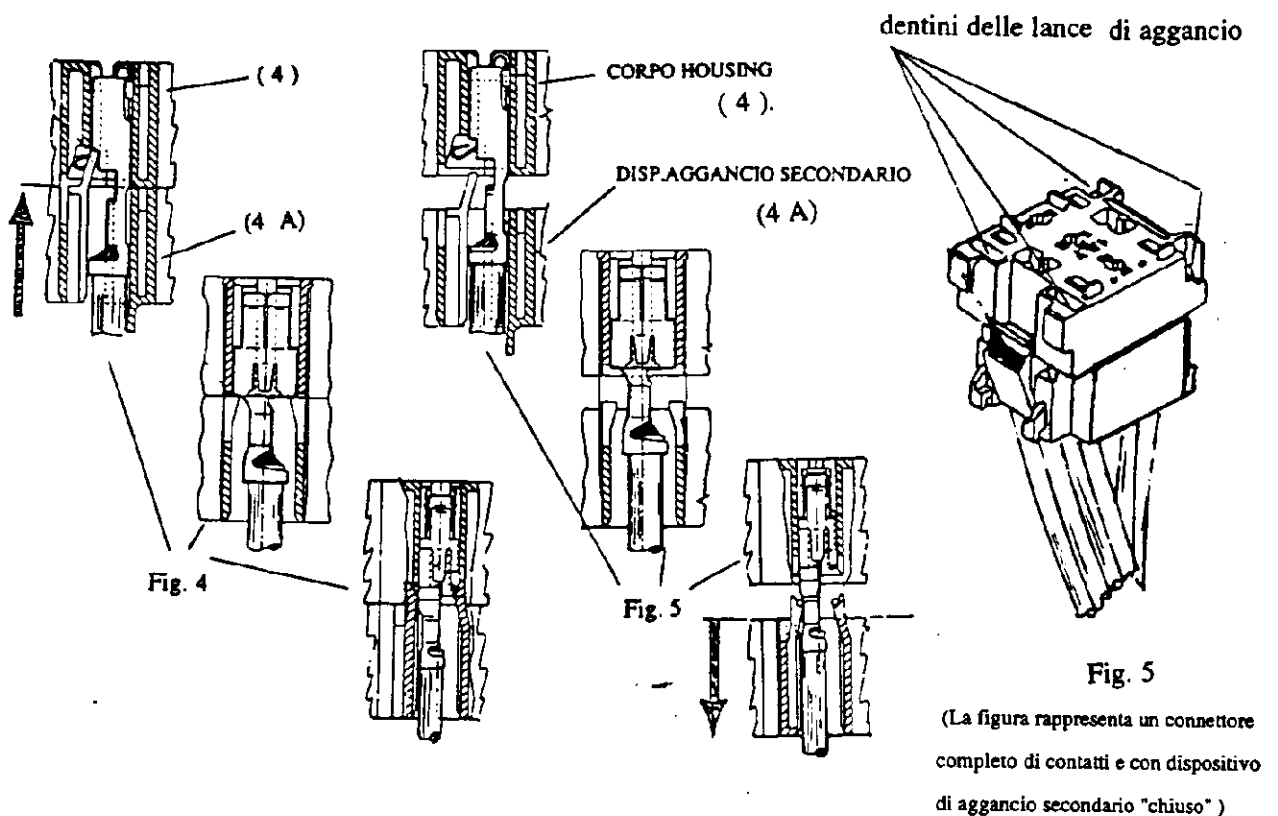 dentini delle lance di aggancio
( 4 )
CORPO HOUSING
( 4 ).
DISP.AGGANCIO SECONDARIO
(4 A)
(4 A)
Fig. 4
Fig. 5
Fig. 5
(La figura rappresenta un connettore
completo di contatti e con dispositivo
di aggancio secondario "chiuso" )